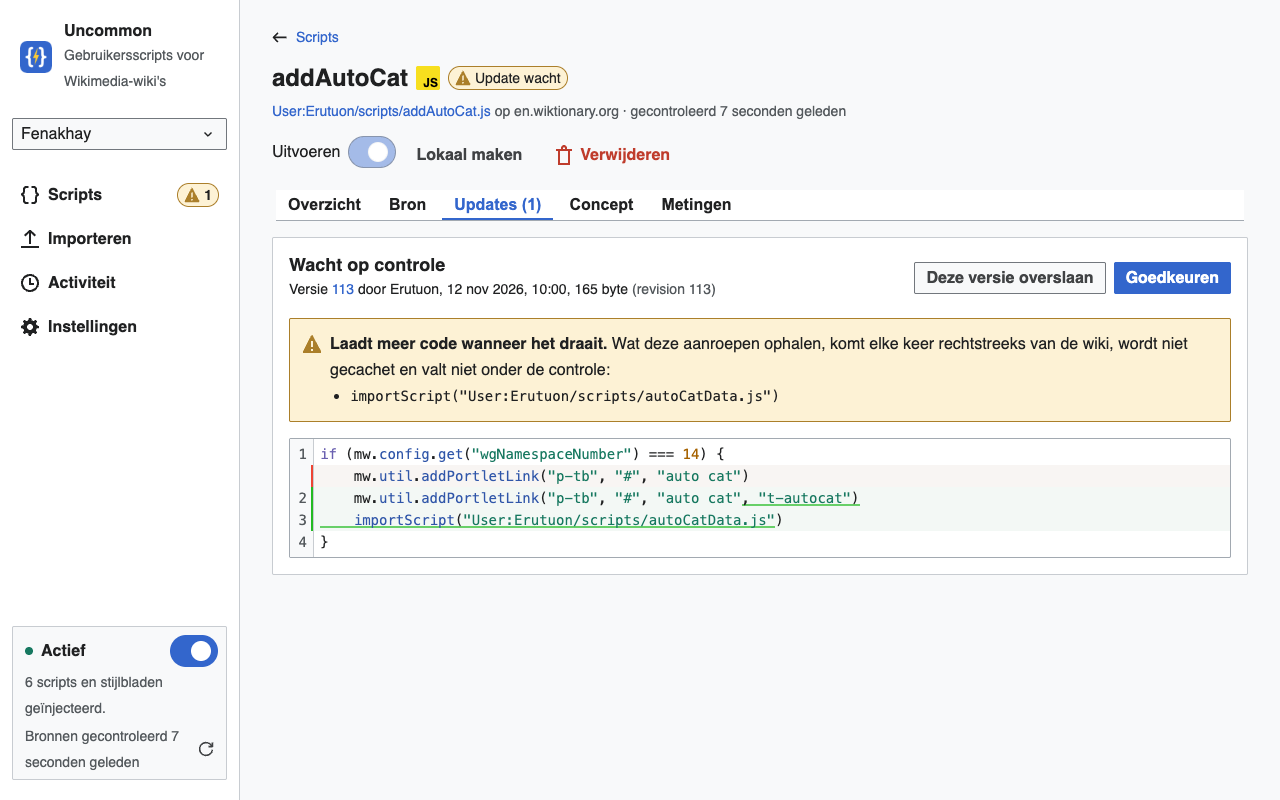 Uncommon
Gebruikersscripts voor
Wikimedia-wiki's
Fenakhay
Scripts
1
Importeren
Activiteit
Instellingen
Actief
6 scripts en stijlbladen
geïnjecteerd.
Bronnen gecontroleerd 7
seconden geleden
Scripts
addAutoCat
JS
Update wacht
User:Erutuon/scripts/addAutoCat.js op en.wiktionary.org · gecontroleerd 7 seconden geleden
Uitvoeren
Lokaal maken
Verwijderen
Overzicht
Bron
Updates (1)
Concept
Metingen
Wacht op controle
Versie 113 door Erutuon, 12 nov 2026, 10:00, 165 byte (revision 113)
Deze versie overslaan
Goedkeuren
Laadt meer code wanneer het draait. Wat deze aanroepen ophalen, komt elke keer rechtstreeks van de wiki, wordt niet
gecachet en valt niet onder de controle:
• importScript("User:Erutuon/scripts/autoCatData.js")
1 if (mw.config.get("wgNamespaceNumber") === 14) {
mw.util.addPortletLink("p-tb", "#", "auto cat")
2 mw.util.addPortletLink("p-tb", "#", "auto cat", "t-autocat")
3 importScript("User:Erutuon/scripts/autoCatData.js")
4 }